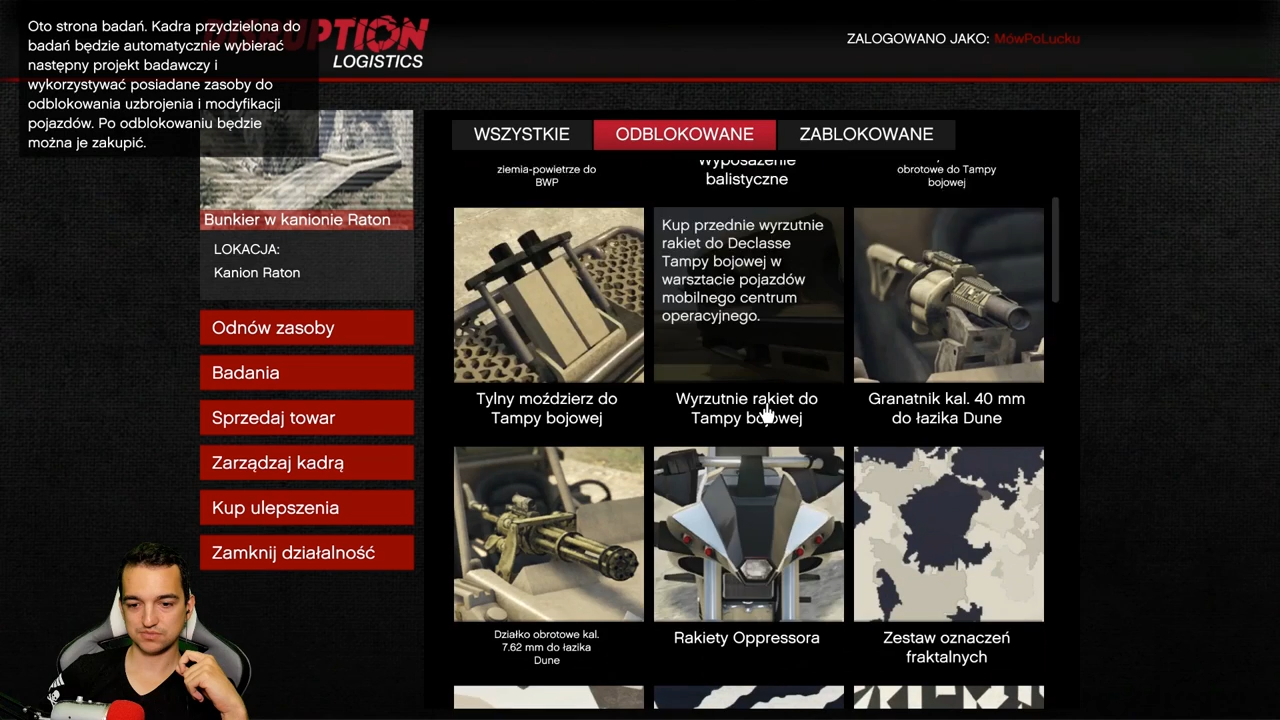 Oto strona badań. Kadra przydzielona do
badań będzie automatycznie wybierać
następny projekt badawczy i
wykorzystywać posiadane zasoby do
odblokowania uzbrojenia i modyfikacji
pojazdów. Po odblokowaniu będzie
można je zakupić.
DISRUPTION
LOGISTICS
ZALOGOWANO JAKO: MówPoLucku
Bunkier w kanionie Raton
LOKACJA:
Kanion Raton
Odnów zasoby
Badania
Sprzedaj towar
Zarządzaj kadrą
Kup ulepszenia
Zamknij działalność
WSZYSTKIE
ODBLOKOWANE
ZABLOKOWANE
ziemia-powietrze do
BWP
Wyposażenie
balistyczne
obrotowe do Tampy
bojowej
Kup przednie wyrzutnie
rakiet do Declasse
Tampy bojowej w
warsztacie pojazdów
mobilnego centrum
operacyjnego.
Tylny moździerz do
Tampy bojowej
Wyrzutnie rakiet do
Tampy bojowej
Granatnik kal. 40 mm
do łazika Dune
Działko obrotowe kal.
7.62 mm do łazika
Dune
Rakiety Oppressora
Zestaw oznaczeń
fraktalnych